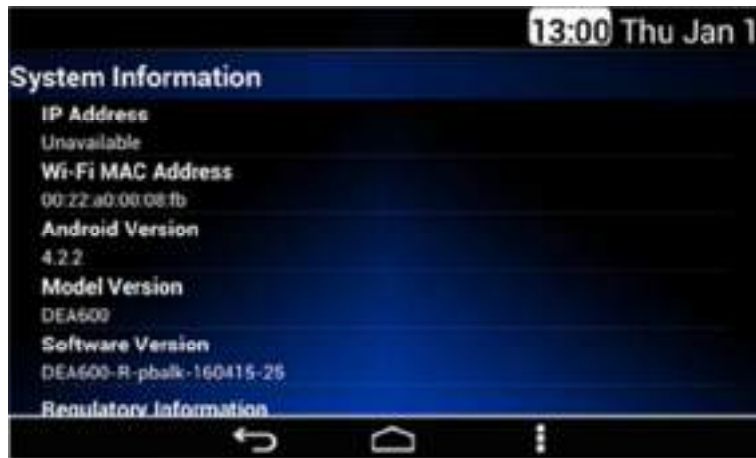 13:00 Thu Jan 1
System Information
IP Address
Unavailable
Wi-Fi MAC Address
00:22:a0:00:08:fb
Android Version
4.2.2
Model Version
DEA600
Software Version
DEA600-R-pbalk-160415-25
Regulatory Information